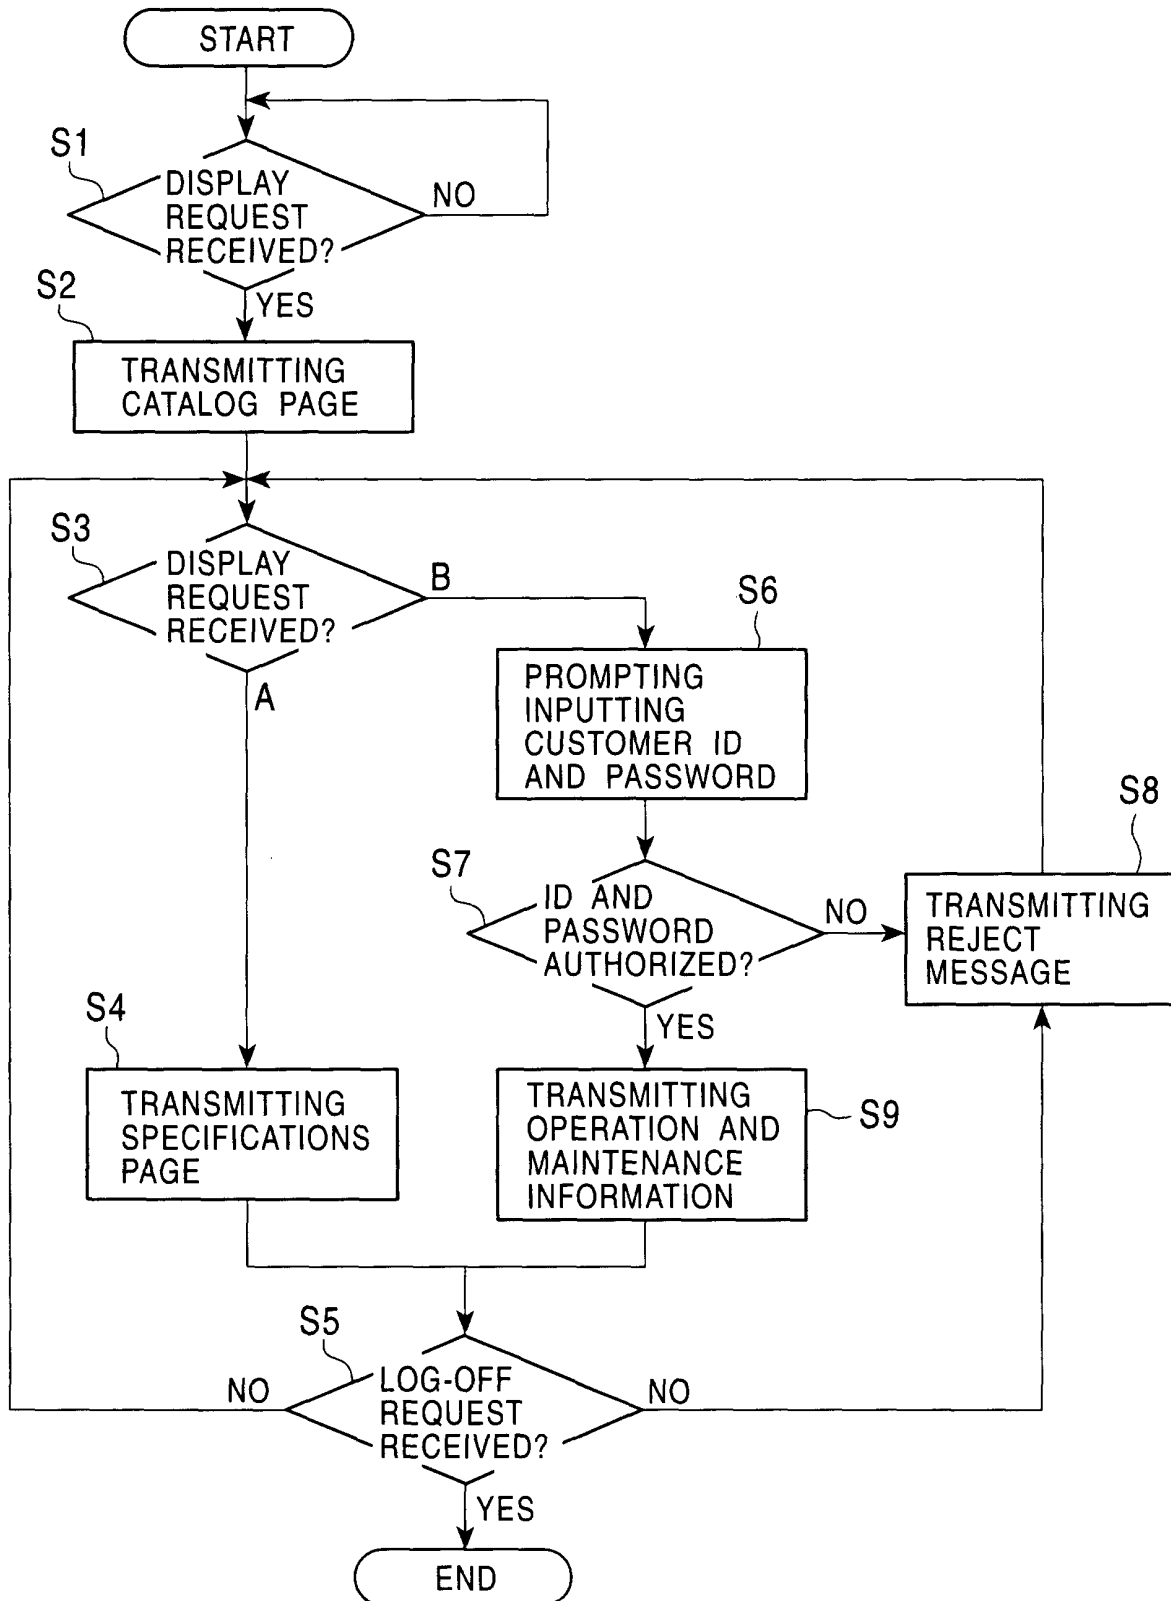 START
S1
DISPLAY
REQUEST
RECEIVED?
NO
YES
S2
TRANSMITTING
CATALOG PAGE
S3
DISPLAY
REQUEST
RECEIVED?
B
A
S6
PROMPTING
INPUTTING
CUSTOMER ID
AND PASSWORD
S7
ID AND
PASSWORD
AUTHORIZED?
NO
YES
S8
TRANSMITTING
REJECT
MESSAGE
S4
TRANSMITTING
SPECIFICATIONS
PAGE
TRANSMITTING
OPERATION AND
MAINTENANCE
INFORMATION
S9
S5
LOG-OFF
REQUEST
RECEIVED?
NO
NO
YES
END